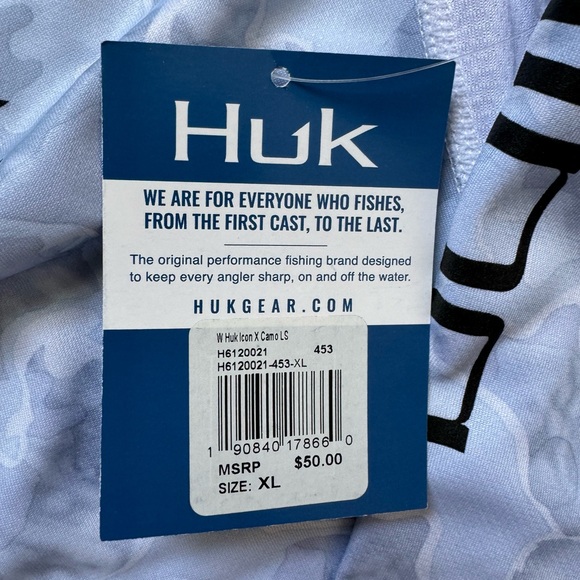 Huk
WE ARE FOR EVERYONE WHO FISHES,
FROM THE FIRST CAST, TO THE LAST.
The original performance fishing brand designed
to keep every angler sharp, on and off the water.
HUKGEAR.COM
W Huk Icon X Camo LS
H6120021 453
H6120021-453-XL
1 90840 17866 0
MSRP $50.00
SIZE: XL